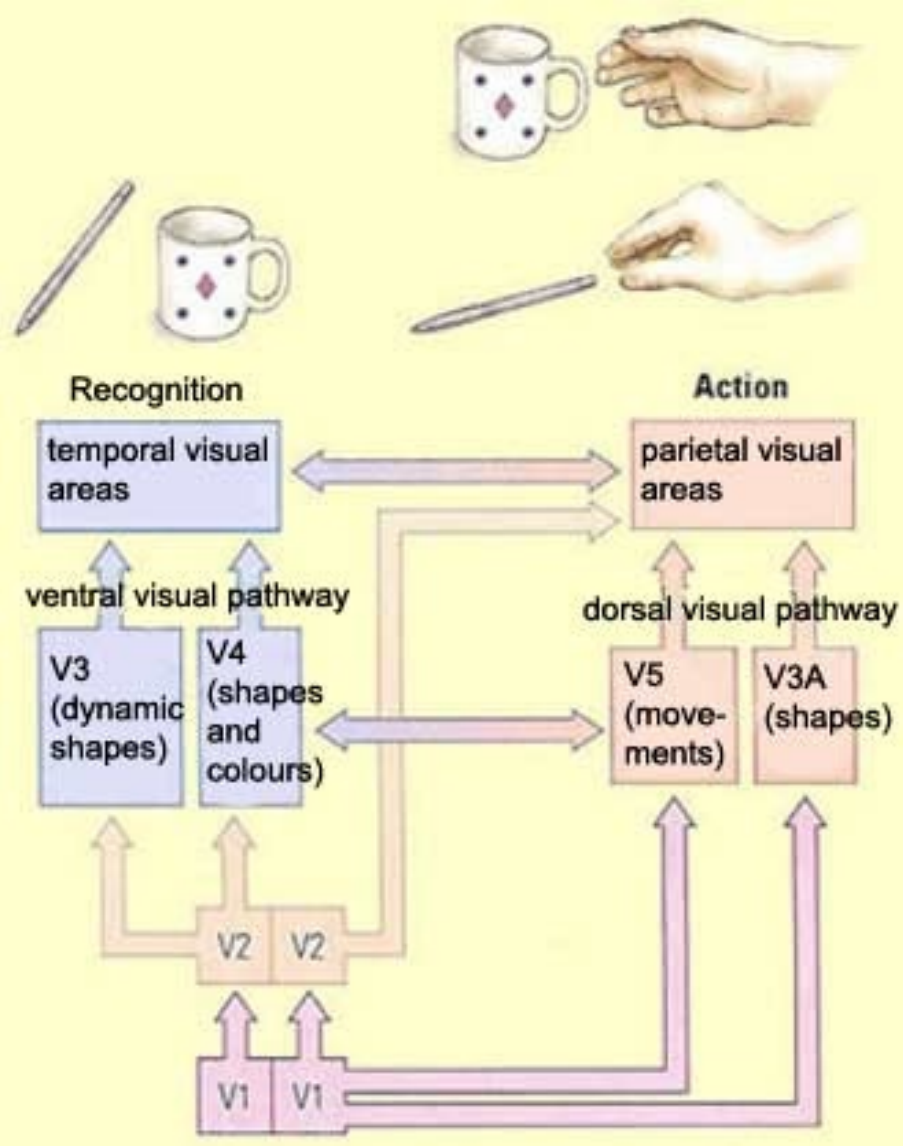 Recognition
Action
temporal visual
areas
parietal visual
areas
ventral visual pathway
dorsal visual pathway
V3
(dynamic
shapes)
V4
(shapes
and
colours)
V5
(move-
ments)
V3A
(shapes)
V2
V2
V1
V1